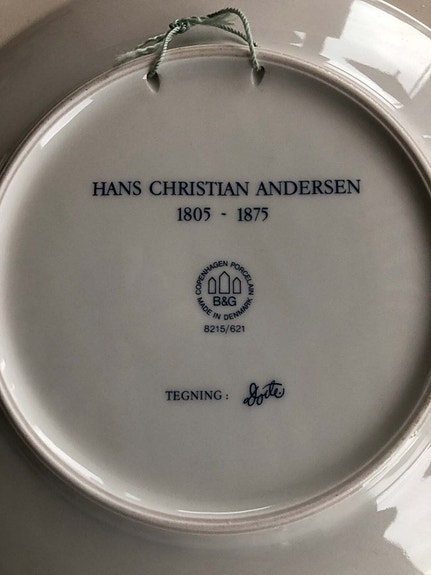 HANS CHRISTIAN ANDERSEN
1805 - 1875
COPENHAGEN PORCELAIN
B&G
MADE IN DENMARK
8215/621
TEGNING: